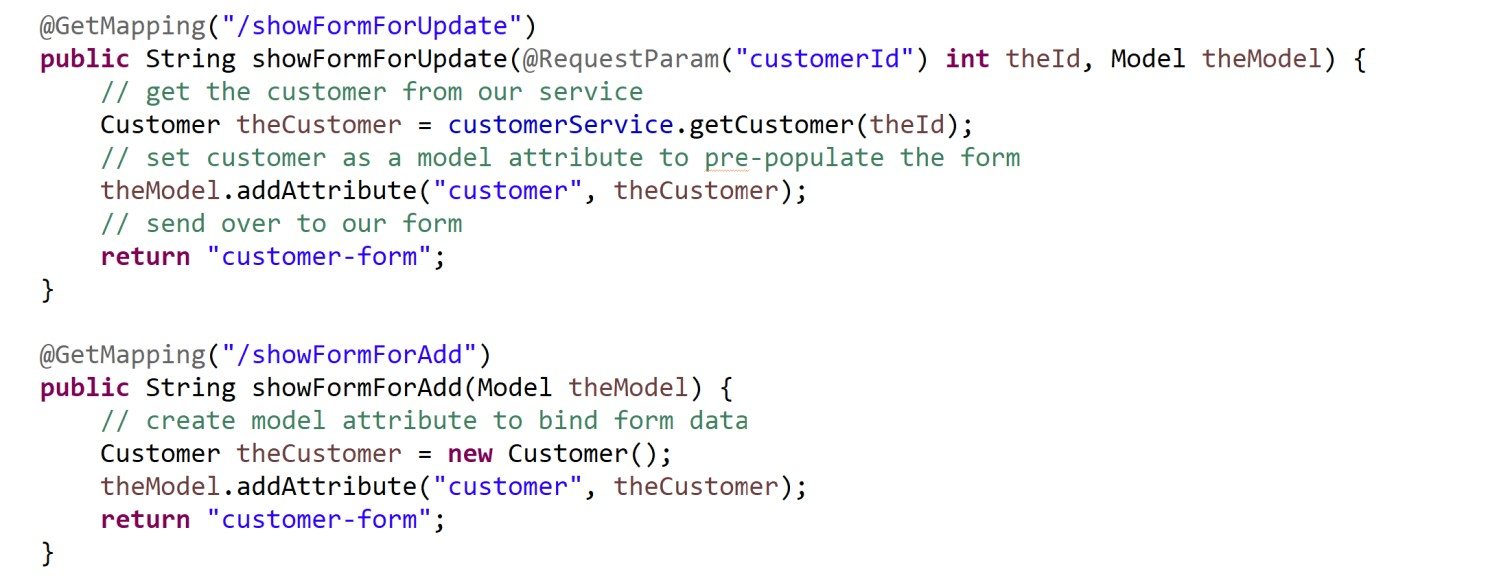 @GetMapping("/showFormForUpdate")
public String showFormForUpdate(@RequestParam("customerId") int theId, Model theModel) {
    // get the customer from our service
    Customer theCustomer = customerService.getCustomer(theId);
    // set customer as a model attribute to pre-populate the form
    theModel.addAttribute("customer", theCustomer);
    // send over to our form
    return "customer-form";
}

@GetMapping("/showFormForAdd")
public String showFormForAdd(Model theModel) {
    // create model attribute to bind form data
    Customer theCustomer = new Customer();
    theModel.addAttribute("customer", theCustomer);
    return "customer-form";
}